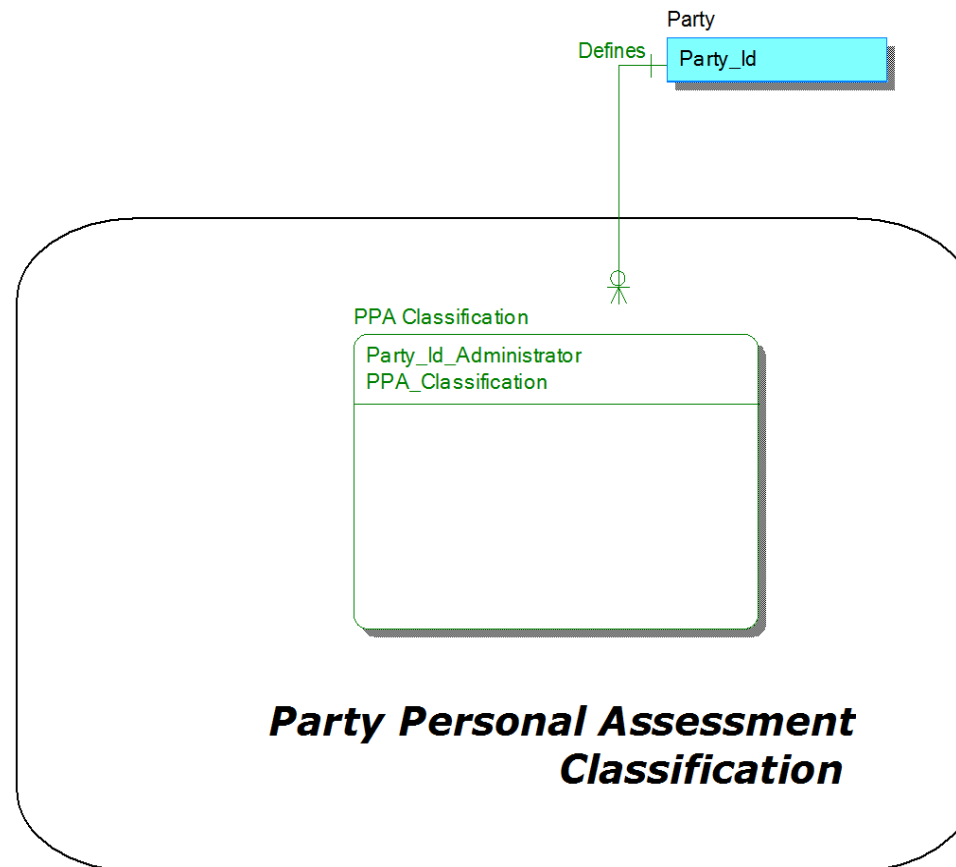 Party
Defines
Party_Id
PPA Classification
Party_Id_Administrator
PPA_Classification
Party Personal Assessment
Classification